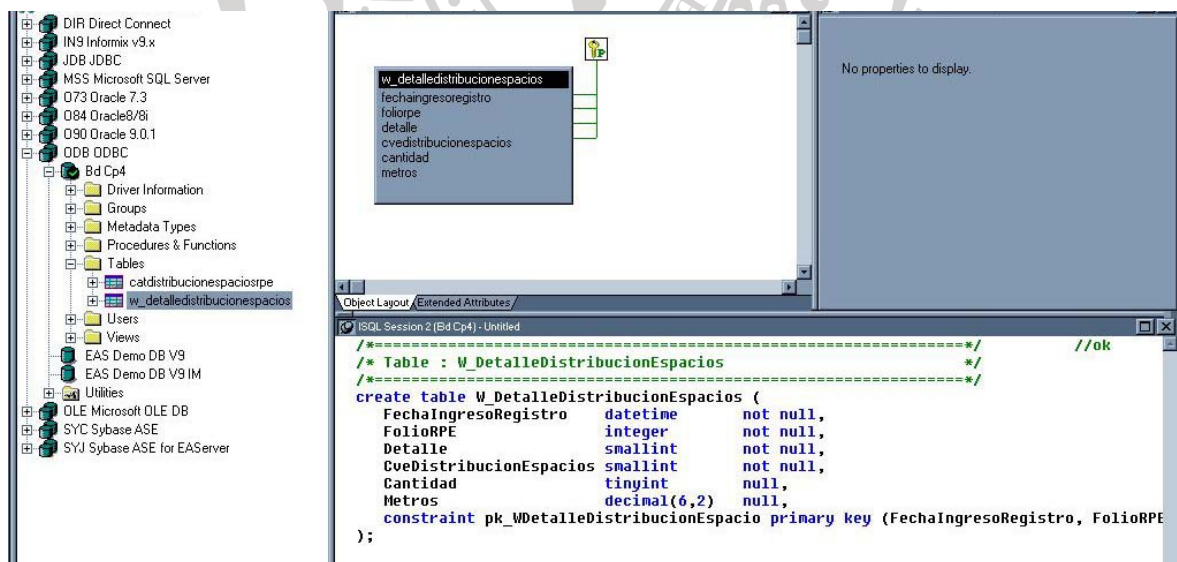 DIR Direct Connect
IN9 Informix v9.x
JDB JDBC
MSS Microsoft SQL Server
O73 Oracle 7.3
O84 Oracle8/8i
O90 Oracle 9.0.1
ODB ODBC
Bd Cp4
Driver Information
Groups
Metadata Types
Procedures & Functions
Tables
catdistribucionespaciosrpe
w_detalledistribucionespacios
Users
Views
EAS Demo DB V9
EAS Demo DB V9 IM
Utilities
OLE Microsoft OLE DB
SYC Sybase ASE
SYJ Sybase ASE for EAServer
P
w_detalledistribucionespacios
fechaingresoregistro
foliorpe
detalle
cvedistribucionespacios
cantidad
metros
Object Layout Extended Attributes
No properties to display.
ISQL Session 2 (Bd Cp4) - Untitled
/*==============================================================*/ //ok
/* Table : W_DetalleDistribucionEspacios */
/*==============================================================*/
create table W_DetalleDistribucionEspacios (
FechaIngresoRegistro datetime not null,
FolioRPE integer not null,
Detalle smallint not null,
CveDistribucionEspacios smallint not null,
Cantidad tinyint null,
Metros decimal(6,2) null,
constraint pk_WDetalleDistribucionEspacio primary key (FechaIngresoRegistro, FolioRPE
);